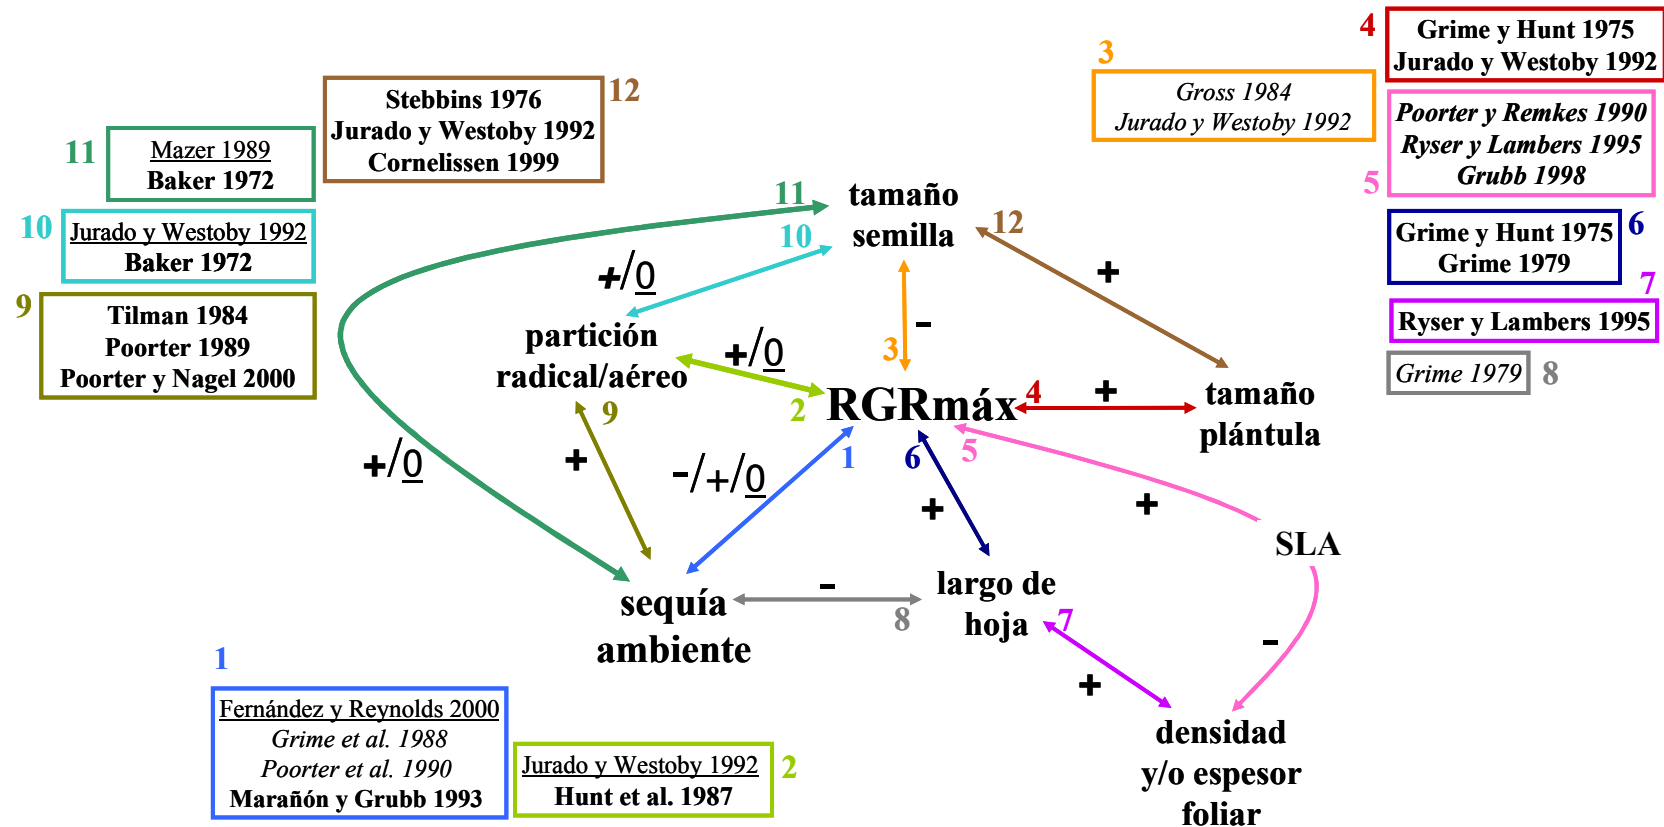 4
Grime y Hunt 1975
Jurado y Westoby 1992
3
Gross 1984
Jurado y Westoby 1992
12
Stebbins 1976
Jurado y Westoby 1992
Cornelissen 1999
5
Poorter y Remkes 1990
Ryser y Lambers 1995
Grubb 1998
11
Mazer 1989
Baker 1972
10
Jurado y Westoby 1992
Baker 1972
6
Grime y Hunt 1975
Grime 1979
7
Ryser y Lambers 1995
9
Tilman 1984
Poorter 1989
Poorter y Nagel 2000
8
Grime 1979
11
tamaño
semilla
10
12
+
+/0
-
3
partición
radical/aéreo
+/0
2
RGRmáx
4
+
tamaño
plántula
9
1
6
5
+/0
+
-/+/0
+
+
SLA
sequía
ambiente
-
8
largo de
hoja
7
-
+
densidad
y/o espesor
foliar
1
Fernández y Reynolds 2000
Grime et al. 1988
Poorter et al. 1990
Marañón y Grubb 1993
2
Jurado y Westoby 1992
Hunt et al. 1987